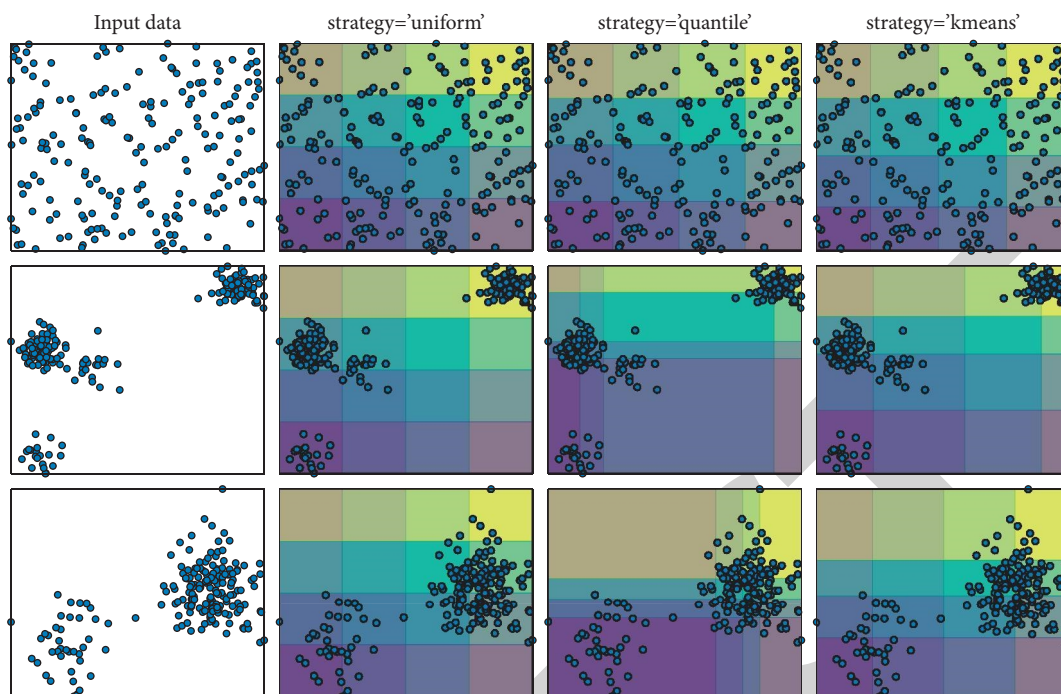 Input data
strategy='uniform'
strategy='quantile'
strategy='kmeans'